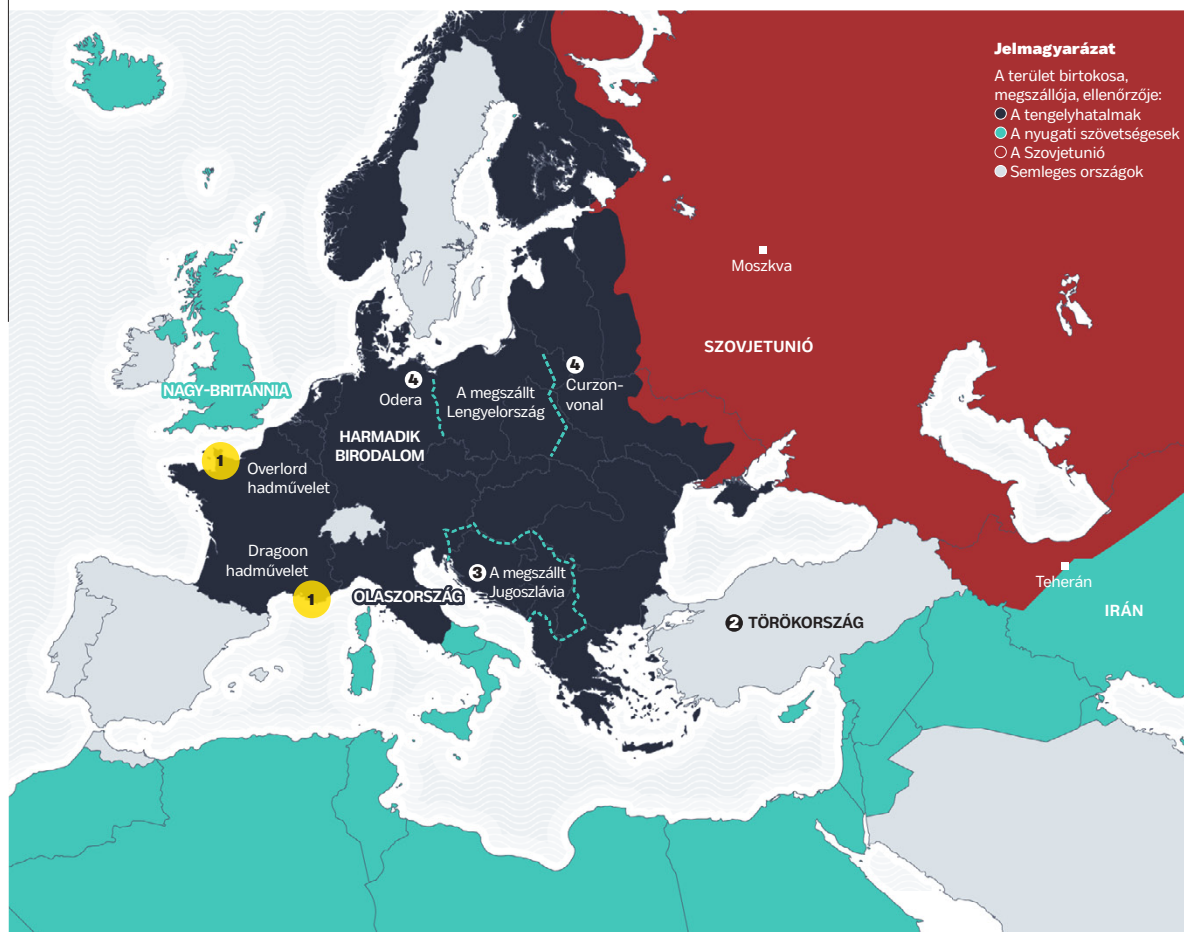 Jelmagyarázat
A terület birtokosa,
megszállója, ellenőrzője:
A tengelyhatalmak
A nyugati szövetségesek
A Szovjetunió
Semleges országok
Moszkva
SZOVJETUNIÓ
NAGY-BRITANNIA
4
Odera
A megszállt
Lengyelország
4
Curzon-
vonal
HARMADIK
BIRODALOM
1
Overlord
hadművelet
Dragoon
hadművelet
1
OLASZORSZÁG
3 A megszállt
Jugoszlávia
2 TÖRÖKORSZÁG
Teherán
IRÁN